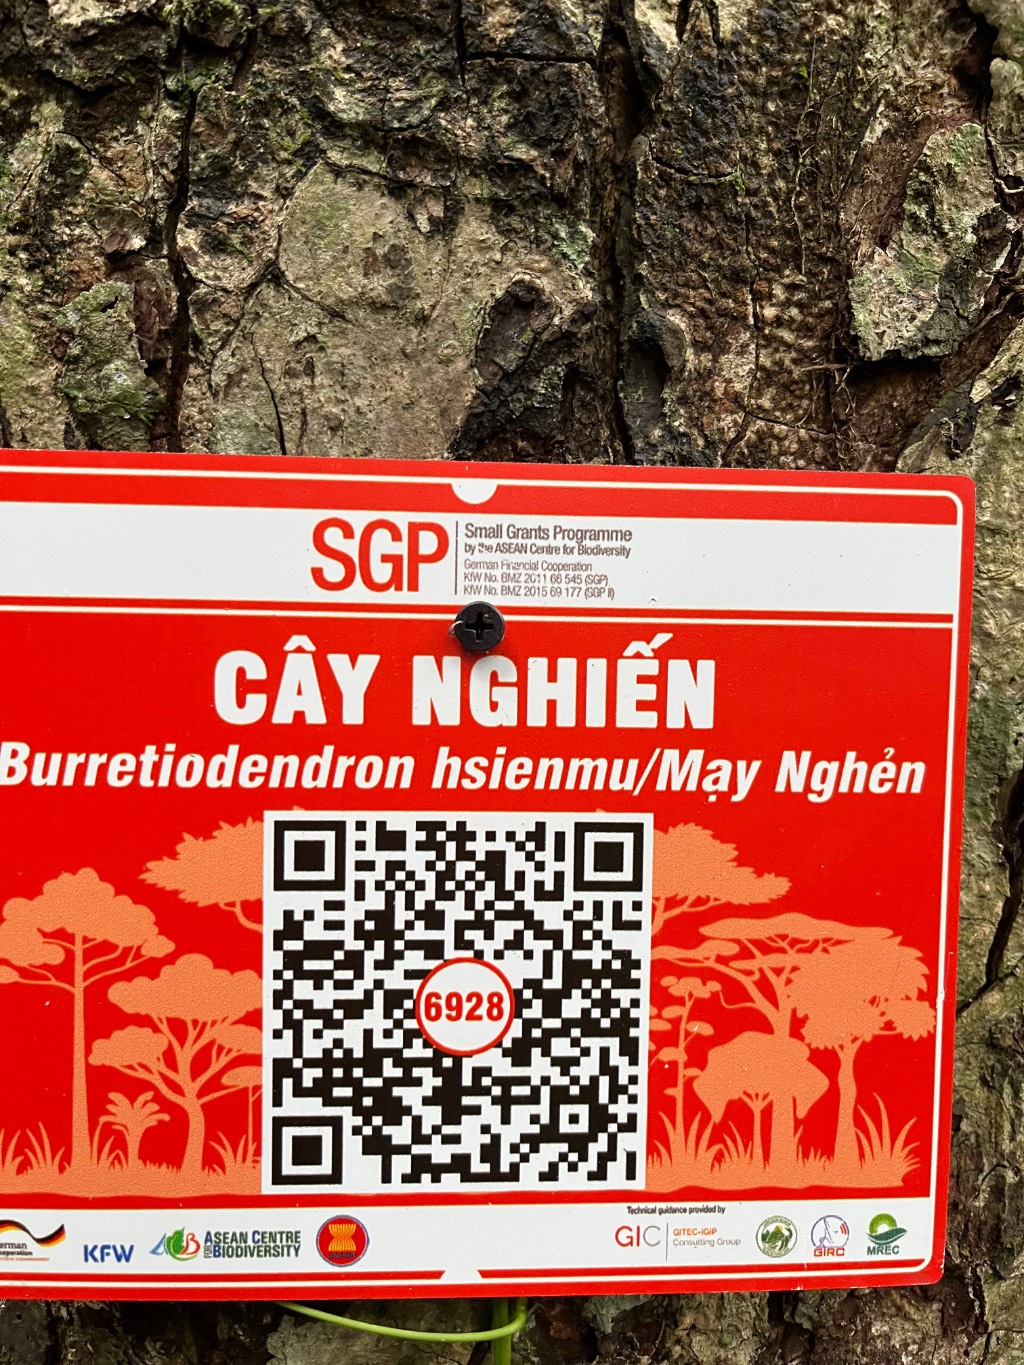 SGP
Small Grants Programme
by the ASEAN Centre for Biodiversity
German Financial Cooperation
KfW No. BMZ 2011 66 545 (SGP)
KfW No. BMZ 2015 69 177 (SGP II)
CÂY NGHIẾN
Burretiodendron hsienmu/Mạy Nghẻn
6928
KFW
ASEAN CENTRE
FOR BIODIVERSITY
Technical guidance provided by
GIC
GITEC-IGIP
Consulting Group
GIRC
MREC